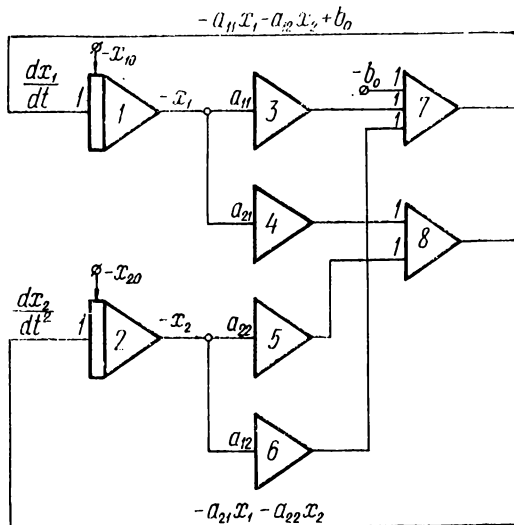 -a₁₁x₁-a₁₂x₂+b₀
-x₁₀
dx₁
dt
1
1
-x₁
a₁₁
3
-b₀
1
1
1
7
a₂₁
4
1
1
8
-x₂₀
dx₂
dt²
1
2
-x₂
a₂₂
5
a₁₂
6
-a₂₁x₁-a₂₂x₂